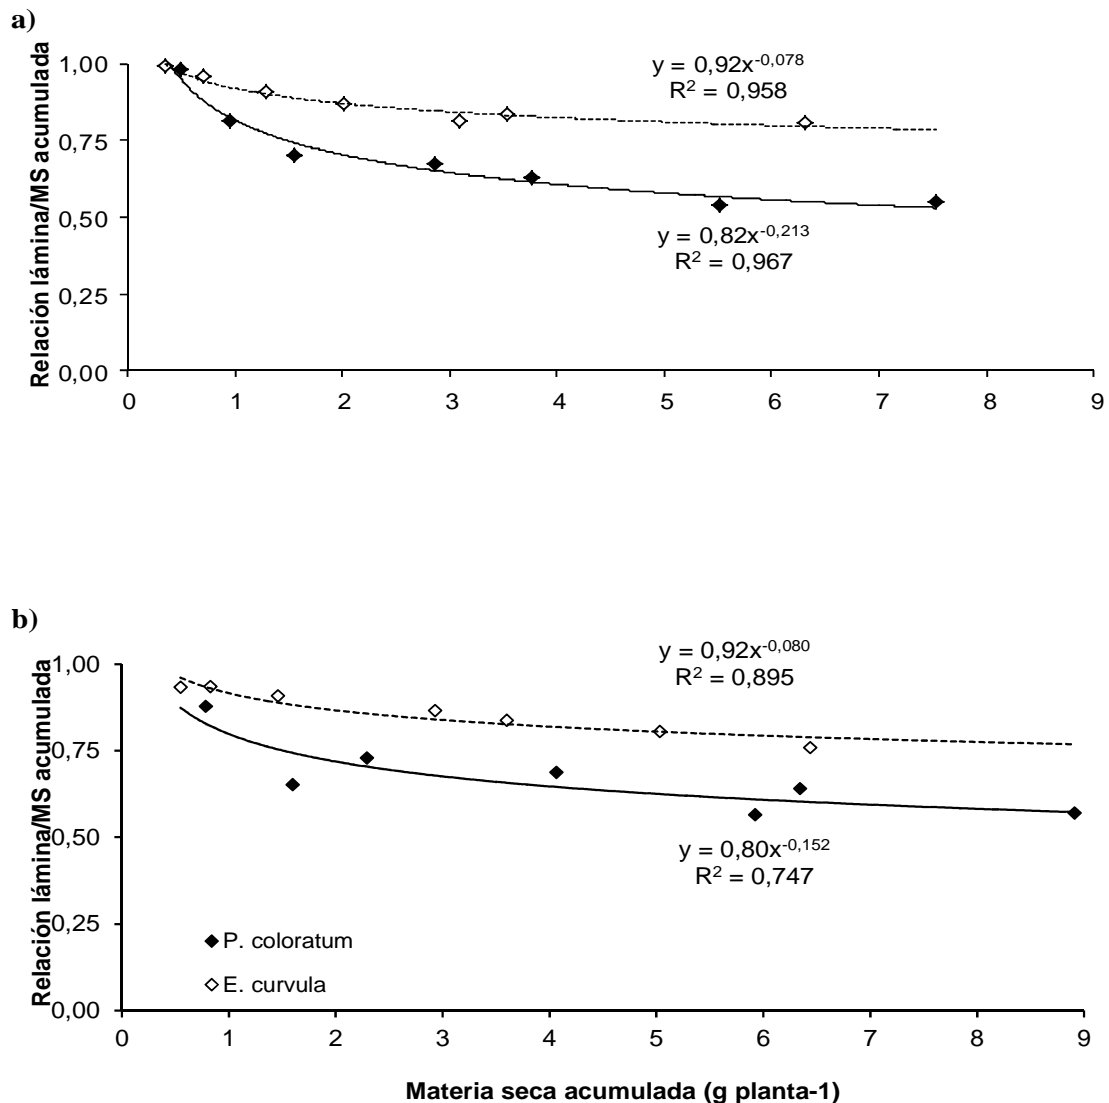 a)
Relación lámina/MS acumulada
1,00
0,75
0,50
0,25
0,00
y = 0,92x-0,078
R2 = 0,958
y = 0,82x-0,213
R2 = 0,967
0 1 2 3 4 5 6 7 8 9
b)
Relación lámina/MS acumulada
1,00
0,75
0,50
0,25
0,00
y = 0,92x-0,080
R2 = 0,895
y = 0,80x-0,152
R2 = 0,747
P. coloratum
E. curvula
0 1 2 3 4 5 6 7 8 9
Materia seca acumulada (g planta-1)